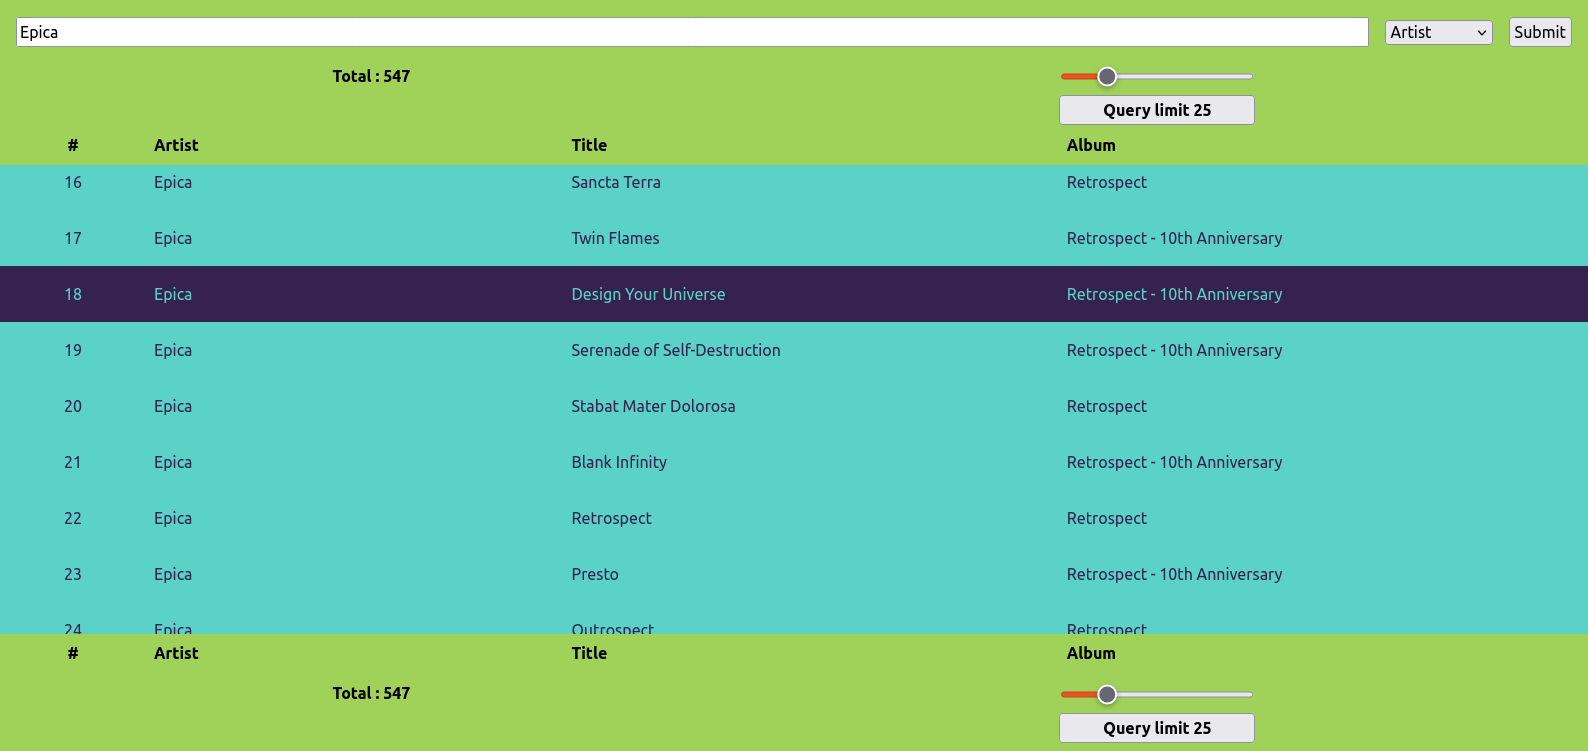 Epica Artist Submit
Total : 547
Query limit 25
# Artist Title Album
16 Epica Sancta Terra Retrospect
17 Epica Twin Flames Retrospect - 10th Anniversary
18 Epica Design Your Universe Retrospect - 10th Anniversary
19 Epica Serenade of Self-Destruction Retrospect - 10th Anniversary
20 Epica Stabat Mater Dolorosa Retrospect
21 Epica Blank Infinity Retrospect - 10th Anniversary
22 Epica Retrospect Retrospect
23 Epica Presto Retrospect - 10th Anniversary
24 Epica Outrospect Retrospect
# Artist Title Album
Total : 547
Query limit 25